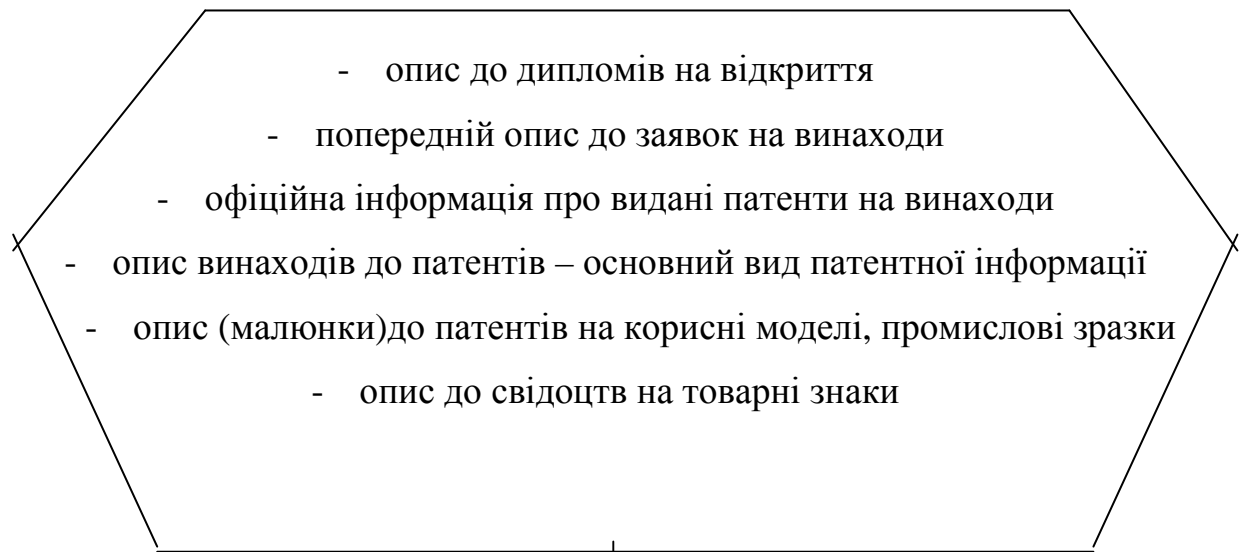 - опис до дипломів на відкриття
- попередній опис до заявок на винаходи
- офіційна інформація про видані патенти на винаходи
- опис винаходів до патентів – основний вид патентної інформації
- опис (малюнки)до патентів на корисні моделі, промислові зразки
- опис до свідоцтв на товарні знаки